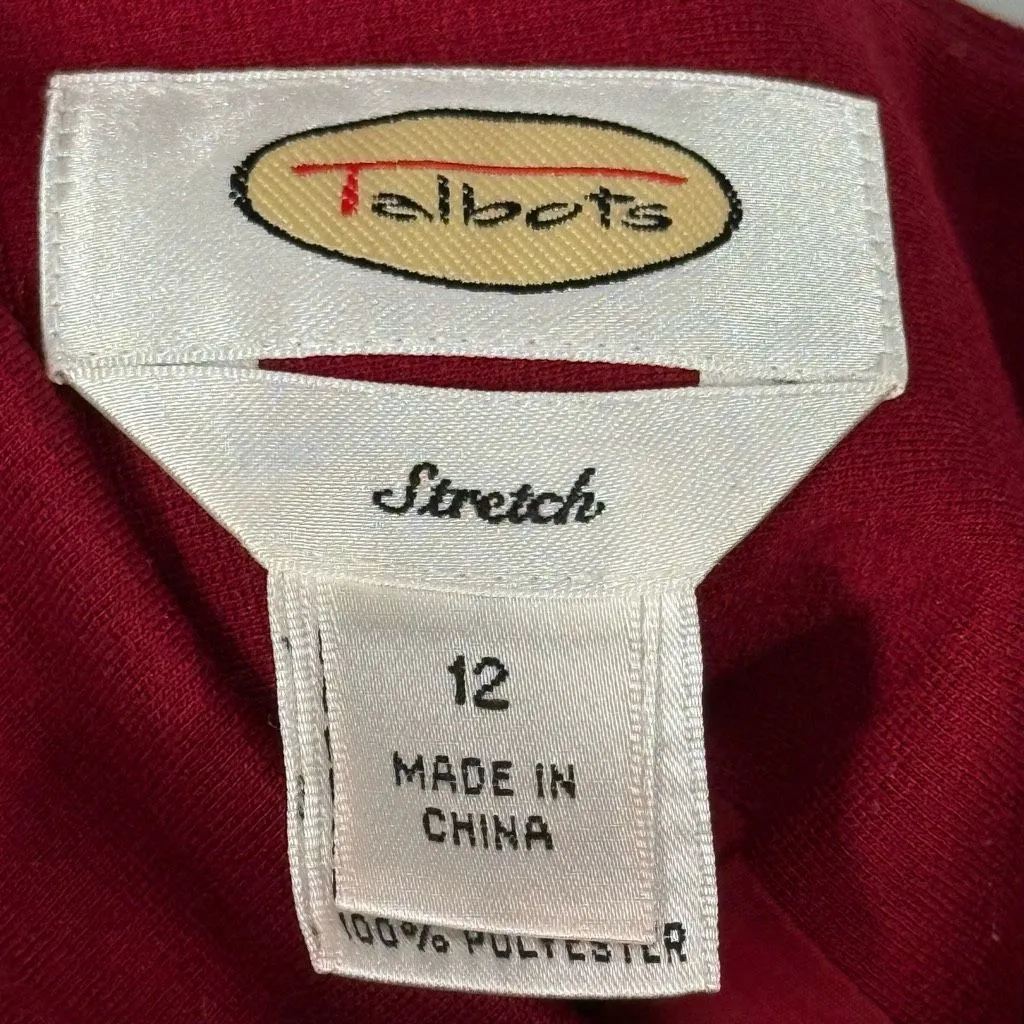 Talbots
Stretch
12
MADE IN
CHINA
100% POLYESTER